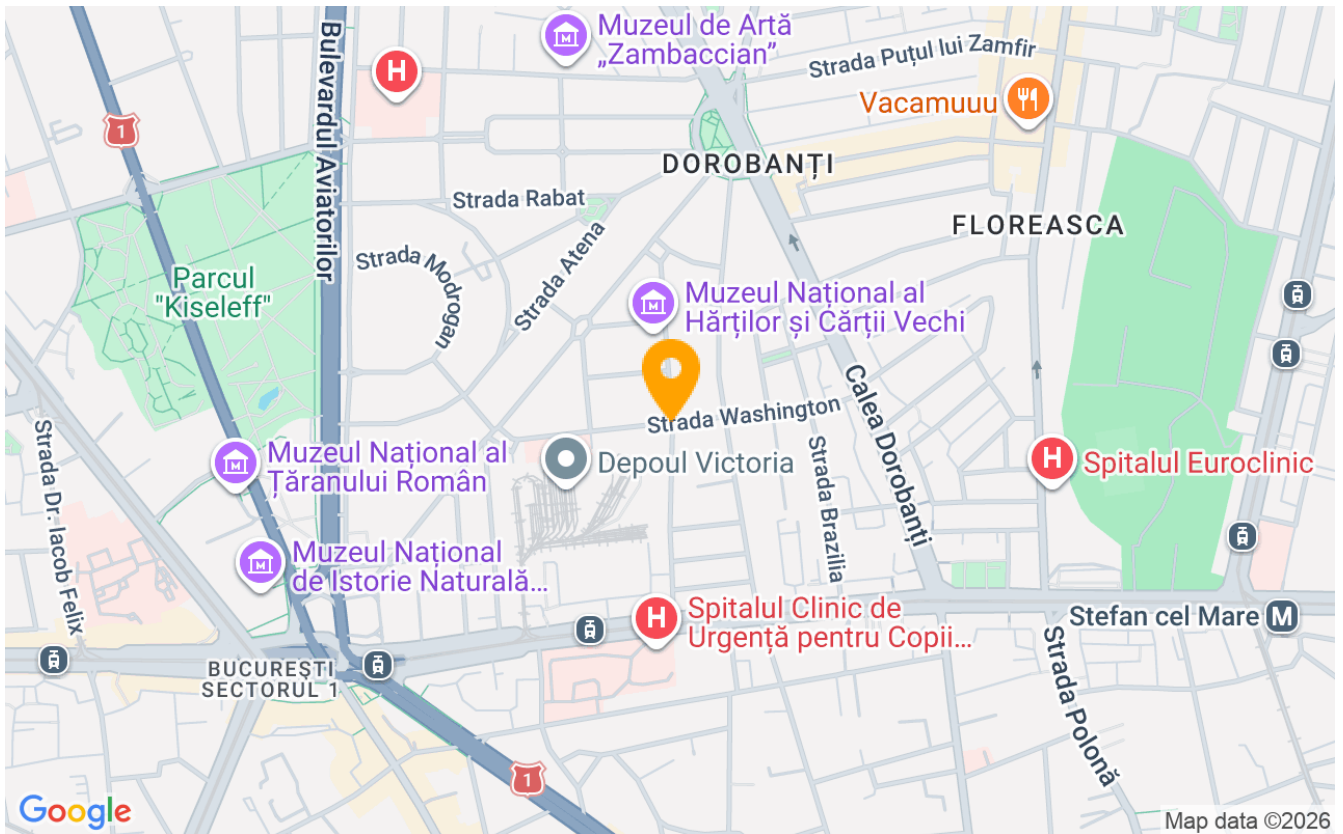 Muzeul de Artă
„Zambaccian”
Strada Puțul lui Zamfir
H
Vacamuuu
1
Bulevardul Aviatorilor
DOROBANȚI
Strada Rabat
FLOREASCA
Strada Atena
Strada Modrogan
Parcul
"Kiseleff"
M
Muzeul Național al
Hărților și Cărții Vechi
Calea Dorobanți
Strada Washington
Strada Dr. Iacob Felix
M
Muzeul Național al
Țăranului Român
Depoul Victoria
Strada Brazilia
H
Spitalul Euroclinic
M
Muzeul Național
de Istorie Naturală...
H
Spitalul Clinic de
Urgență pentru Copii...
Stefan cel Mare
M
BUCUREȘTI
SECTORUL 1
Strada Polonă
1
Google
Map data ©2026